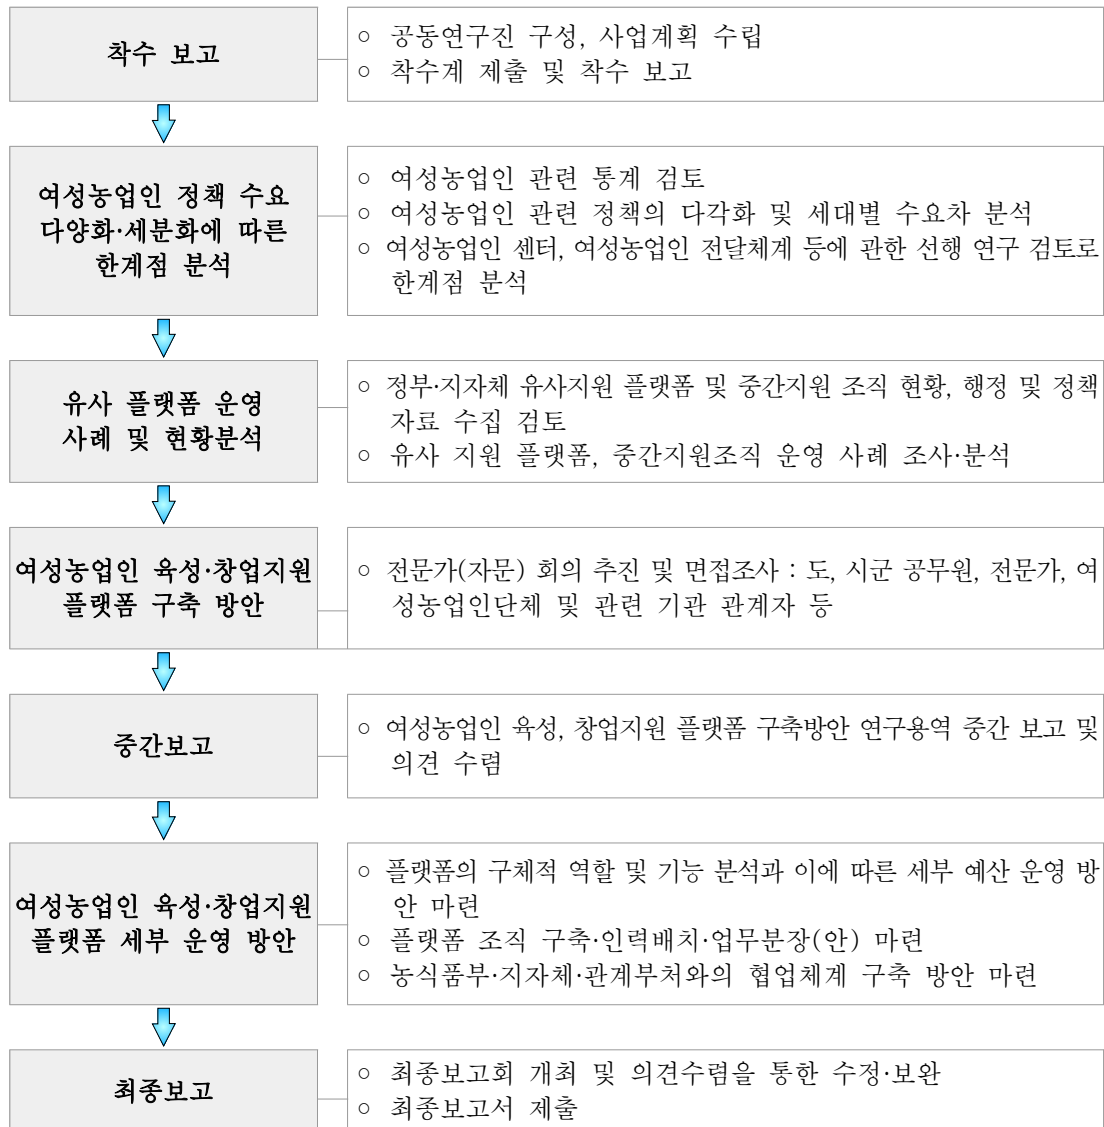 착수 보고
○ 공동연구진 구성, 사업계획 수립
○ 착수계 제출 및 착수 보고
여성농업인 정책 수요
다양화·세분화에 따른
한계점 분석
○ 여성농업인 관련 통계 검토
○ 여성농업인 관련 정책의 다각화 및 세대별 수요차 분석
○ 여성농업인 센터, 여성농업인 전달체계 등에 관한 선행 연구 검토로
한계점 분석
유사 플랫폼 운영
사례 및 현황분석
○ 정부·지자체 유사지원 플랫폼 및 중간지원 조직 현황, 행정 및 정책
자료 수집 검토
○ 유사 지원 플랫폼, 중간지원조직 운영 사례 조사·분석
여성농업인 육성·창업지원
플랫폼 구축 방안
○ 전문가(자문) 회의 추진 및 면접조사 : 도, 시군 공무원, 전문가, 여
성농업인단체 및 관련 기관 관계자 등
중간보고
○ 여성농업인 육성, 창업지원 플랫폼 구축방안 연구용역 중간 보고 및
의견 수렴
여성농업인 육성·창업지원
플랫폼 세부 운영 방안
○ 플랫폼의 구체적 역할 및 기능 분석과 이에 따른 세부 예산 운영 방
안 마련
○ 플랫폼 조직 구축·인력배치·업무분장(안) 마련
○ 농식품부·지자체·관계부처와의 협업체계 구축 방안 마련
최종보고
○ 최종보고회 개최 및 의견수렴을 통한 수정·보완
○ 최종보고서 제출